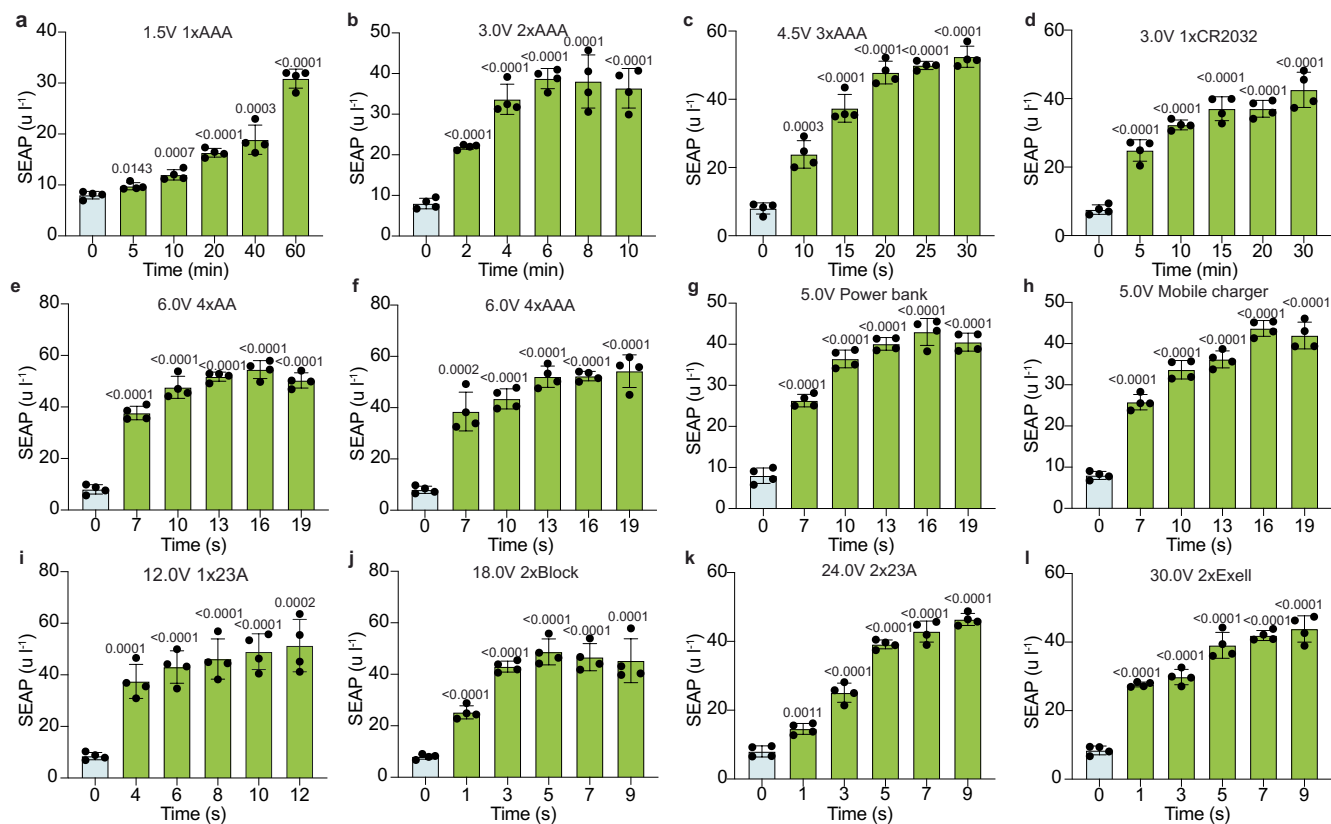 a
1.5V 1xAAA
SEAP (u l⁻¹)
40
30
20
10
0
0.0143
0.0007
<0.0001
0.0003
<0.0001
0 5 10 20 40 60
Time (min)
b
3.0V 2xAAA
SEAP (u l⁻¹)
50
40
30
20
10
0
<0.0001
<0.0001
<0.0001
0.0001
<0.0001
0 2 4 6 8 10
Time (min)
c
4.5V 3xAAA
SEAP (u l⁻¹)
60
40
20
0
0.0003
<0.0001
<0.0001
<0.0001
<0.0001
0 10 15 20 25 30
Time (s)
d
3.0V 1xCR2032
SEAP (u l⁻¹)
60
40
20
0
<0.0001
<0.0001
<0.0001
<0.0001
<0.0001
0 5 10 15 20 30
Time (min)
e
6.0V 4xAA
SEAP (u l⁻¹)
80
60
40
20
0
<0.0001
<0.0001
<0.0001
<0.0001
<0.0001
0 7 10 13 16 19
Time (s)
f
6.0V 4xAAA
SEAP (u l⁻¹)
80
60
40
20
0
0.0002
<0.0001
<0.0001
<0.0001
<0.0001
0 7 10 13 16 19
Time (s)
g
5.0V Power bank
SEAP (u l⁻¹)
50
40
30
20
10
0
<0.0001
<0.0001
<0.0001
<0.0001
<0.0001
0 7 10 13 16 19
Time (s)
h
5.0V Mobile charger
SEAP (u l⁻¹)
50
40
30
20
10
0
<0.0001
<0.0001
<0.0001
<0.0001
<0.0001
0 7 10 13 16 19
Time (s)
i
12.0V 1x23A
SEAP (u l⁻¹)
80
60
40
20
0
0.0001
<0.0001
<0.0001
<0.0001
0.0002
0 4 6 8 10 12
Time (s)
j
18.0V 2xBlock
SEAP (u l⁻¹)
80
60
40
20
0
<0.0001
<0.0001
<0.0001
<0.0001
0.0001
0 1 3 5 7 9
Time (s)
k
24.0V 2x23A
SEAP (u l⁻¹)
60
40
20
0
0.0011
<0.0001
<0.0001
<0.0001
<0.0001
0 1 3 5 7 9
Time (s)
l
30.0V 2xExell
SEAP (u l⁻¹)
60
40
20
0
<0.0001
<0.0001
<0.0001
<0.0001
<0.0001
0 1 3 5 7 9
Time (s)